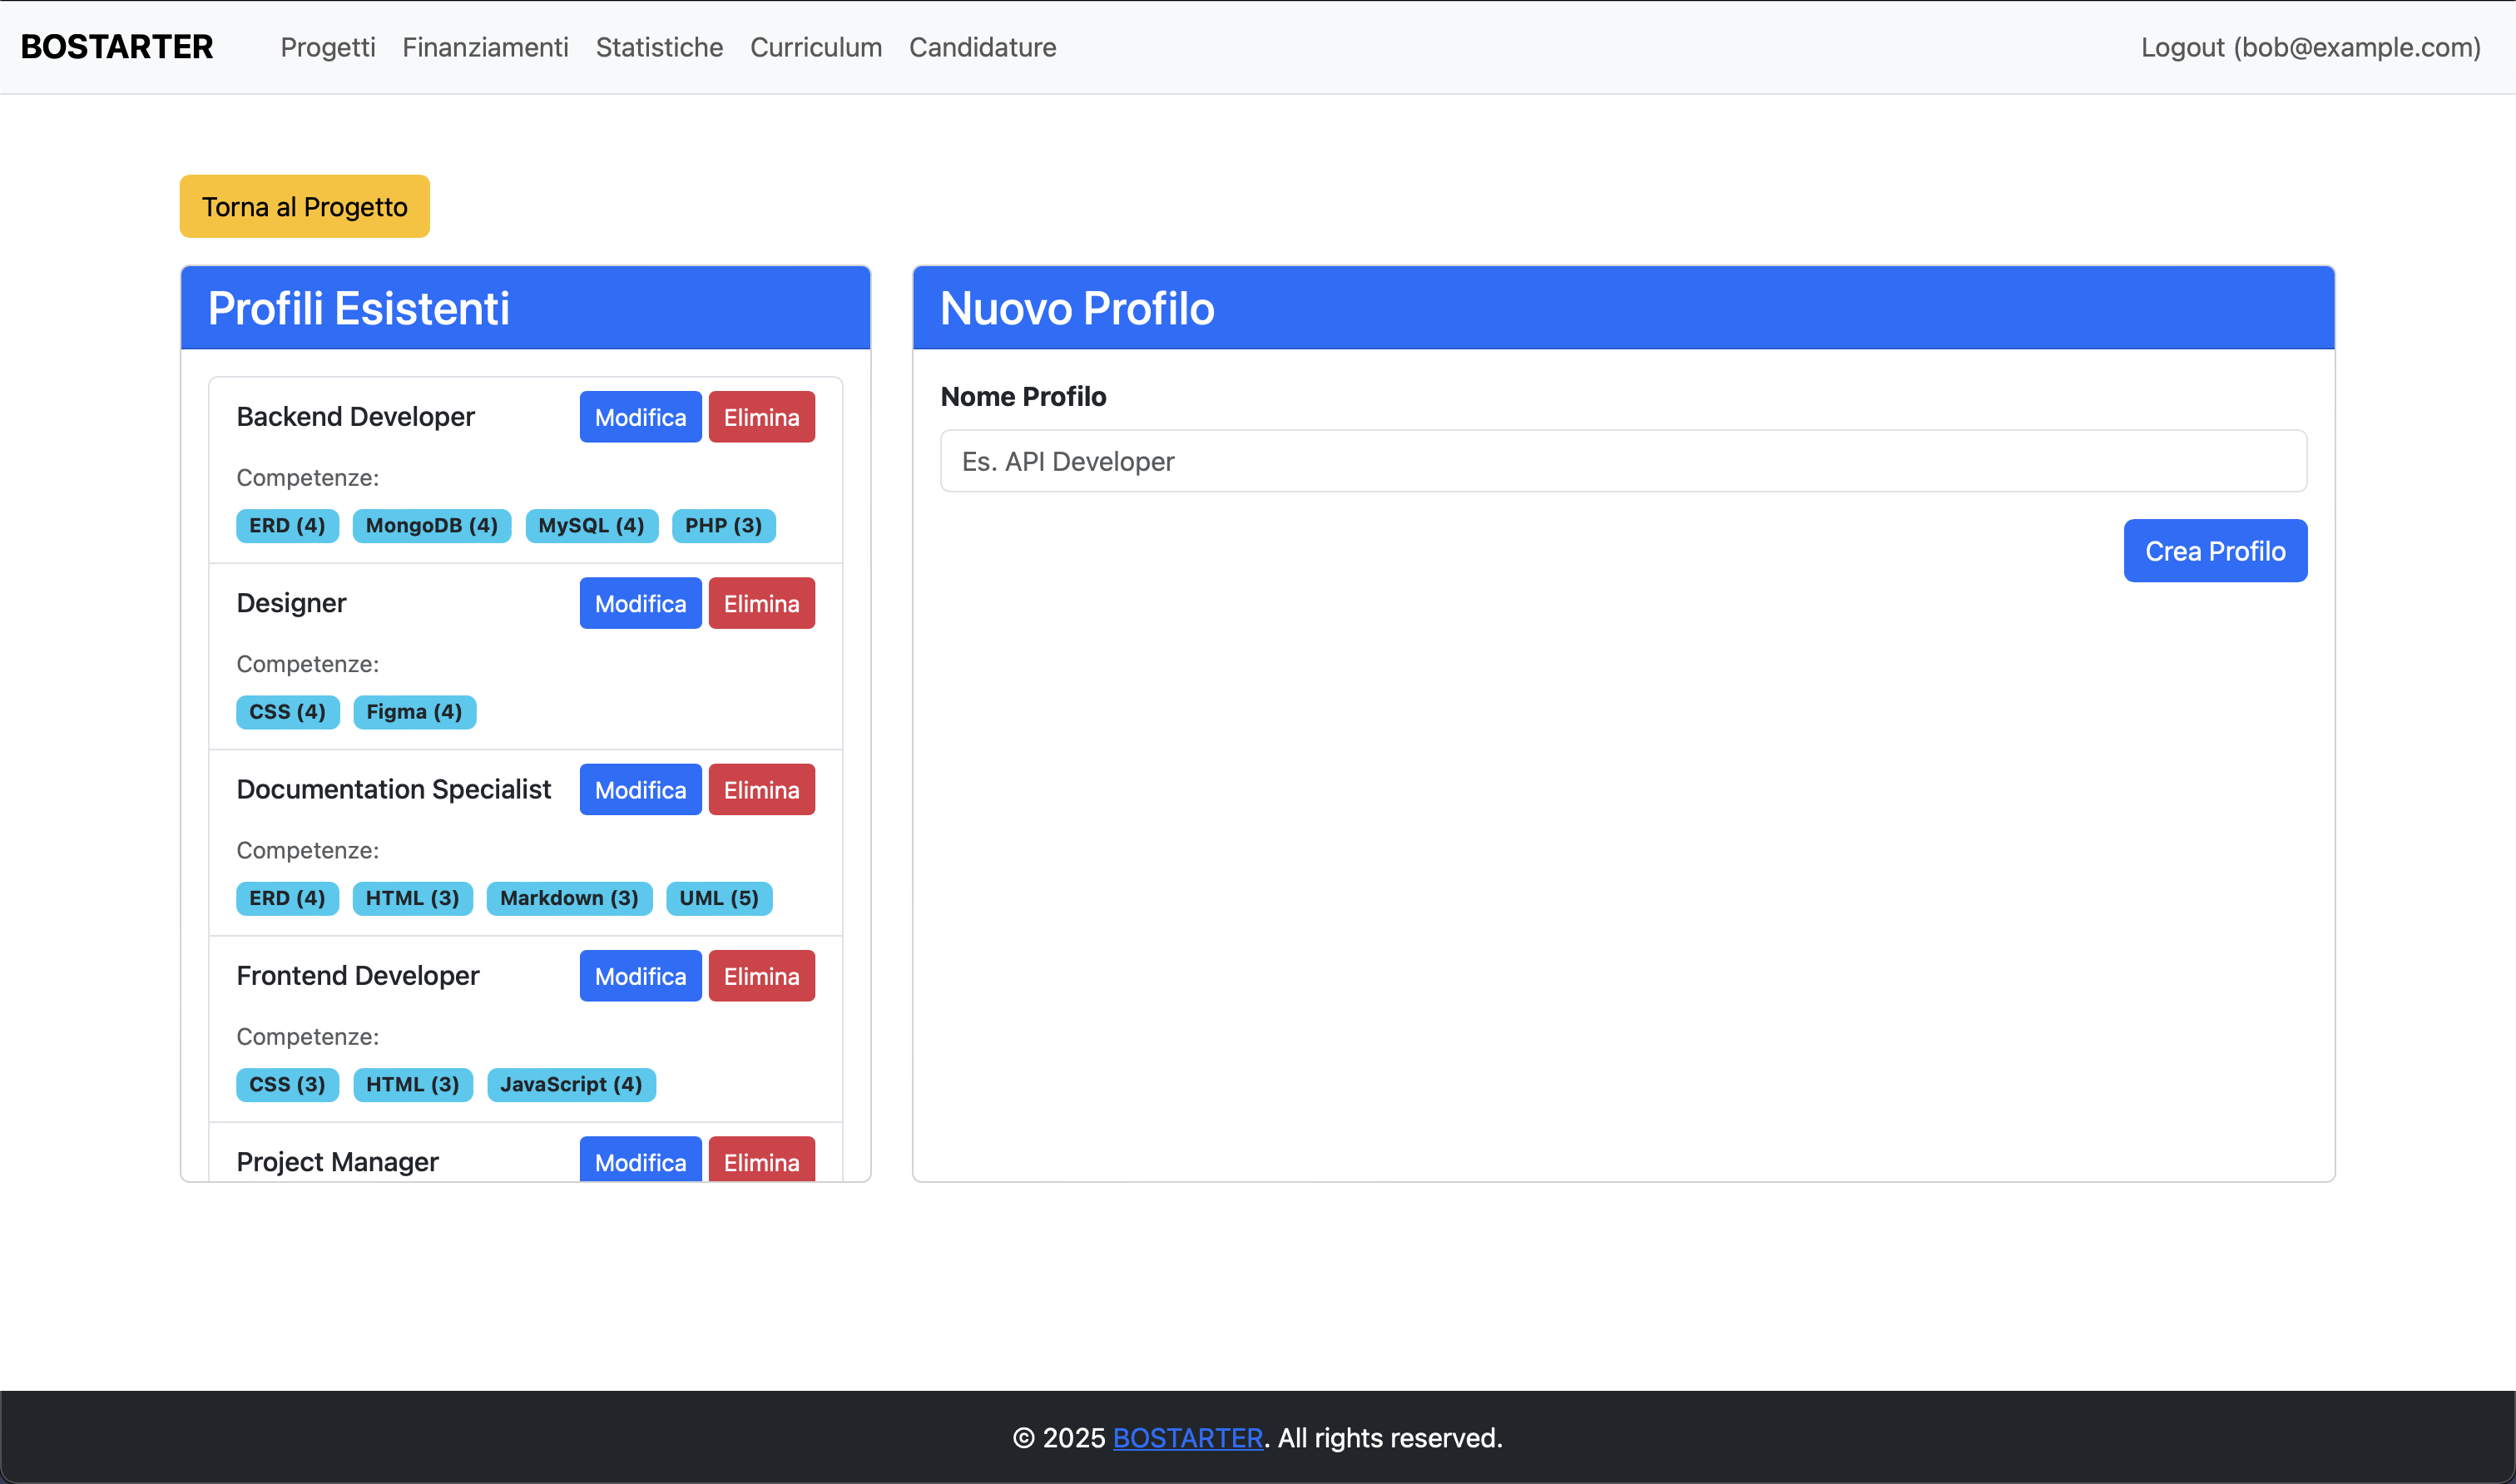 BOSTARTER Progetti Finanziamenti Statistiche Curriculum Candidature Logout (bob@example.com)
Torna al Progetto
Profili Esistenti
Backend Developer Modifica Elimina
Competenze:
ERD (4) MongoDB (4) MySQL (4) PHP (3)
Designer Modifica Elimina
Competenze:
CSS (4) Figma (4)
Documentation Specialist Modifica Elimina
Competenze:
ERD (4) HTML (3) Markdown (3) UML (5)
Frontend Developer Modifica Elimina
Competenze:
CSS (3) HTML (3) JavaScript (4)
Project Manager Modifica Elimina
Nuovo Profilo
Nome Profilo
Es. API Developer
Crea Profilo
© 2025 BOSTARTER. All rights reserved.